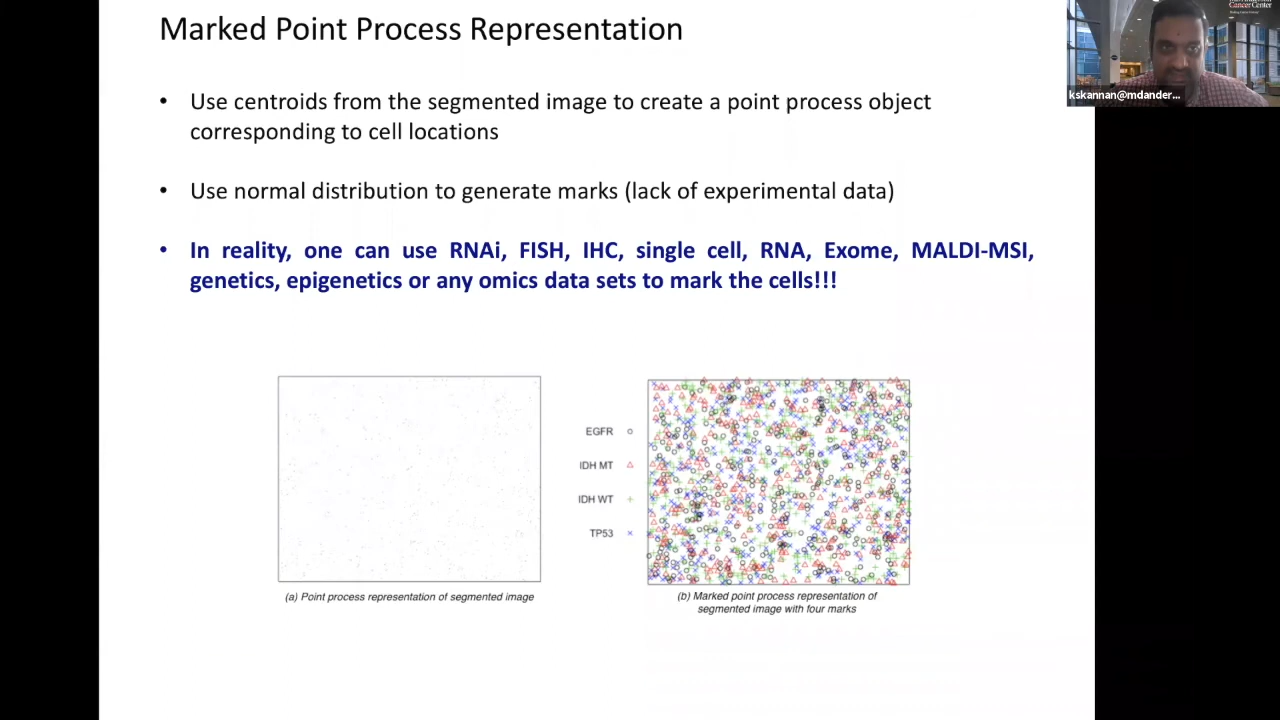 Marked Point Process Representation
Cancer Center
kskannan@mdander...
• Use centroids from the segmented image to create a point process object
corresponding to cell locations
• Use normal distribution to generate marks (lack of experimental data)
• In reality, one can use RNAi, FISH, IHC, single cell, RNA, Exome, MALDI-MSI,
genetics, epigenetics or any omics data sets to mark the cells!!!
EGFR
IDH MT
IDH WT
TP53
(a) Point process representation of segmented image
(b) Marked point process representation of
segmented image with four marks